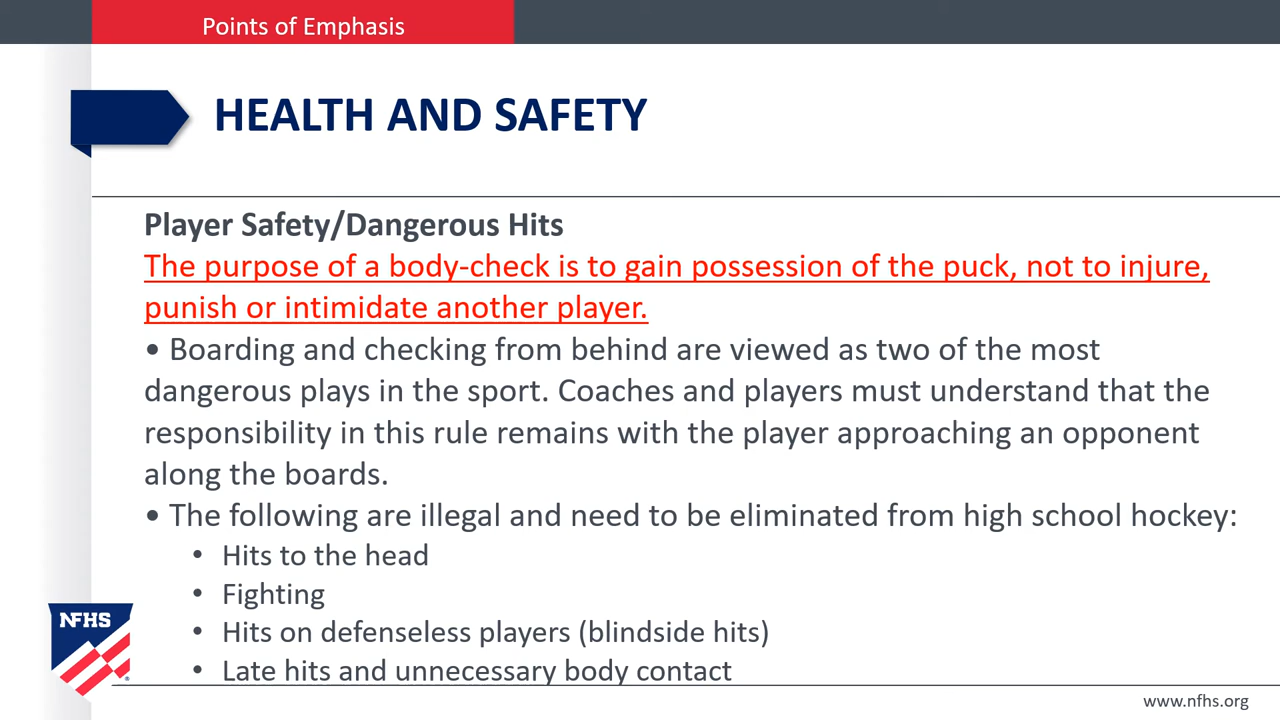 Points of Emphasis
HEALTH AND SAFETY
Player Safety/Dangerous Hits
The purpose of a body-check is to gain possession of the puck, not to injure,
punish or intimidate another player.
• Boarding and checking from behind are viewed as two of the most
dangerous plays in the sport. Coaches and players must understand that the
responsibility in this rule remains with the player approaching an opponent
along the boards.
• The following are illegal and need to be eliminated from high school hockey:
• Hits to the head
• Fighting
• Hits on defenseless players (blindside hits)
• Late hits and unnecessary body contact
NFHS
www.nfhs.org